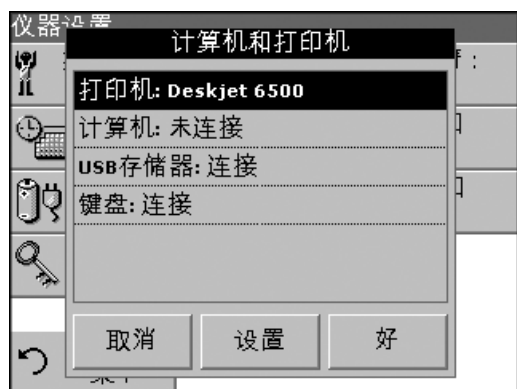 仪器设置
计算机和打印机
打印机: Deskjet 6500
计算机: 未连接
USB存储器: 连接
键盘: 连接
取消
设置
好